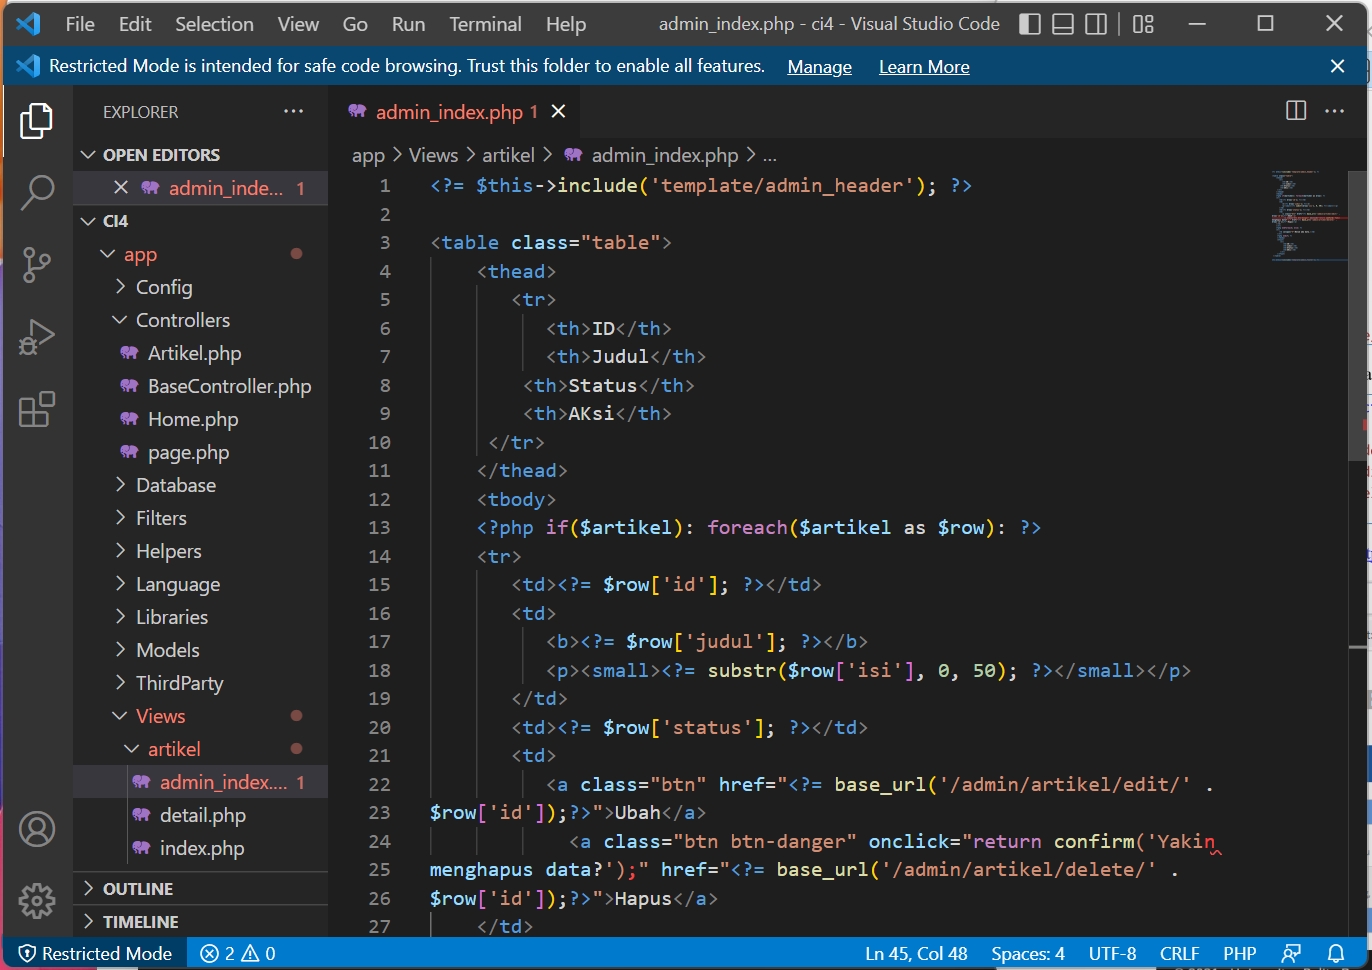 File Edit Selection View Go Run Terminal Help admin_index.php - ci4 - Visual Studio Code
Restricted Mode is intended for safe code browsing. Trust this folder to enable all features. Manage Learn More
EXPLORER
OPEN EDITORS
admin_inde... 1
CI4
app
Config
Controllers
Artikel.php
BaseController.php
Home.php
page.php
Database
Filters
Helpers
Language
Libraries
Models
ThirdParty
Views
artikel
admin_index.... 1
detail.php
index.php
OUTLINE
TIMELINE
admin_index.php 1
app > Views > artikel > admin_index.php > ...
1 <?= $this->include('template/admin_header'); ?>
2
3 <table class="table">
4 <thead>
5 <tr>
6 <th>ID</th>
7 <th>Judul</th>
8 <th>Status</th>
9 <th>AKsi</th>
10 </tr>
11 </thead>
12 <tbody>
13 <?php if($artikel): foreach($artikel as $row): ?>
14 <tr>
15 <td><?= $row['id']; ?></td>
16 <td>
17 <b><?= $row['judul']; ?></b>
18 <p><small><?= substr($row['isi'], 0, 50); ?></small></p>
19 </td>
20 <td><?= $row['status']; ?></td>
21 <td>
22 <a class="btn" href="<?= base_url('/admin/artikel/edit/' .
23 $row['id']);?>">Ubah</a>
24 <a class="btn btn-danger" onclick="return confirm('Yakin
25 menghapus data?');" href="<?= base_url('/admin/artikel/delete/' .
26 $row['id']);?>">Hapus</a>
27 </td>
Restricted Mode 2 0 Ln 45, Col 48 Spaces: 4 UTF-8 CRLF PHP